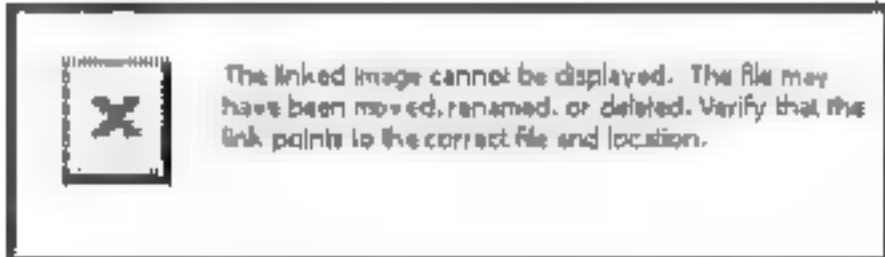 The linked image cannot be displayed. The file may
have been moved, renamed, or deleted. Verify that the
link points to the correct file and location.